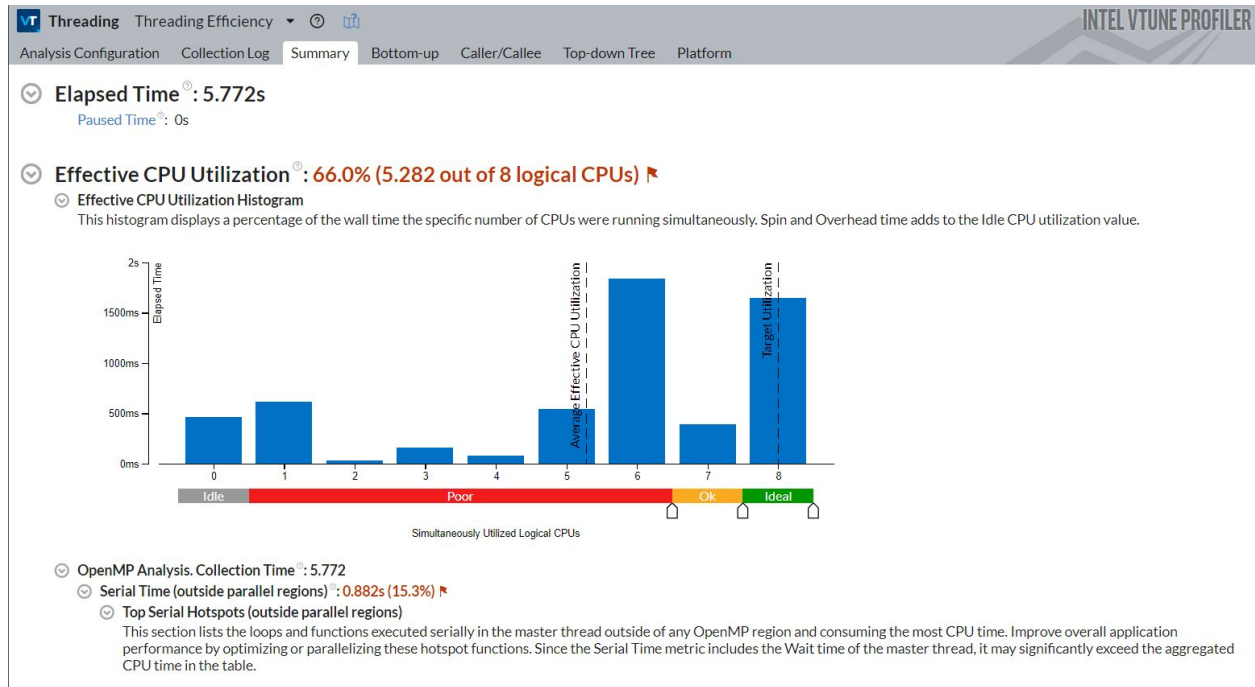 VT Threading Threading Efficiency
INTEL VTUNE PROFILER
Analysis Configuration Collection Log Summary Bottom-up Caller/Callee Top-down Tree Platform
Elapsed Time ?: 5.772s
Paused Time ?: 0s
Effective CPU Utilization ?: 66.0% (5.282 out of 8 logical CPUs)
Effective CPU Utilization Histogram
This histogram displays a percentage of the wall time the specific number of CPUs were running simultaneously. Spin and Overhead time adds to the Idle CPU utilization value.
2s
Elapsed Time
1500ms
1000ms
500ms
0ms
Average Effective CPU Utilization
Target Utilization
0 1 2 3 4 5 6 7 8
Idle Poor Ok Ideal
Simultaneously Utilized Logical CPUs
OpenMP Analysis. Collection Time ?: 5.772
Serial Time (outside parallel regions) ?: 0.882s (15.3%)
Top Serial Hotspots (outside parallel regions)
This section lists the loops and functions executed serially in the master thread outside of any OpenMP region and consuming the most CPU time. Improve overall application
performance by optimizing or parallelizing these hotspot functions. Since the Serial Time metric includes the Wait time of the master thread, it may significantly exceed the aggregated
CPU time in the table.